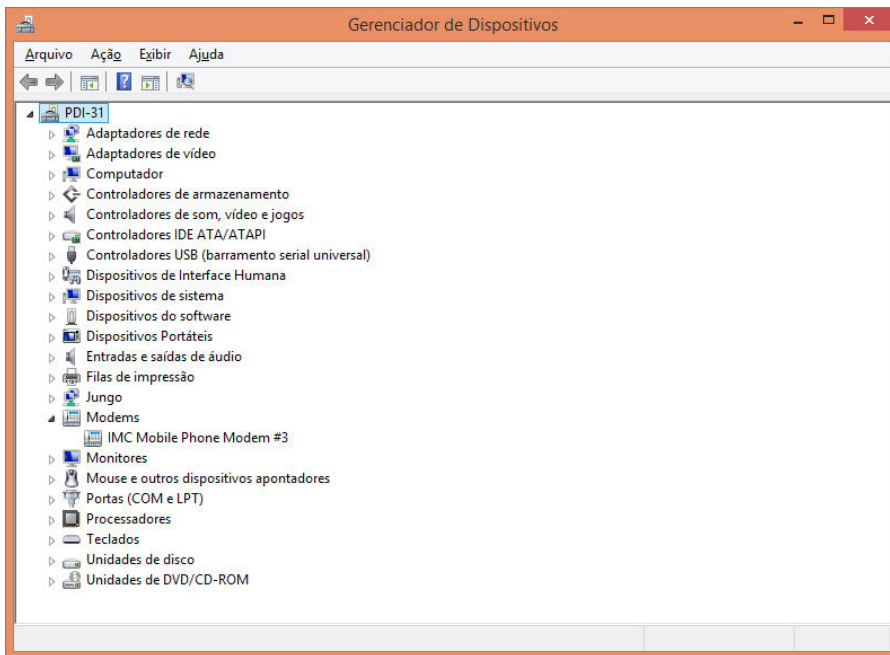 Gerenciador de Dispositivos
Arquivo Ação Exibir Ajuda
PDI-31
Adaptadores de rede
Adaptadores de vídeo
Computador
Controladores de armazenamento
Controladores de som, vídeo e jogos
Controladores IDE ATA/ATAPI
Controladores USB (barramento serial universal)
Dispositivos de Interface Humana
Dispositivos de sistema
Dispositivos do software
Dispositivos Portáteis
Entradas e saídas de áudio
Filas de impressão
Jungo
Modems
IMC Mobile Phone Modem #3
Monitores
Mouse e outros dispositivos apontadores
Portas (COM e LPT)
Processadores
Teclados
Unidades de disco
Unidades de DVD/CD-ROM